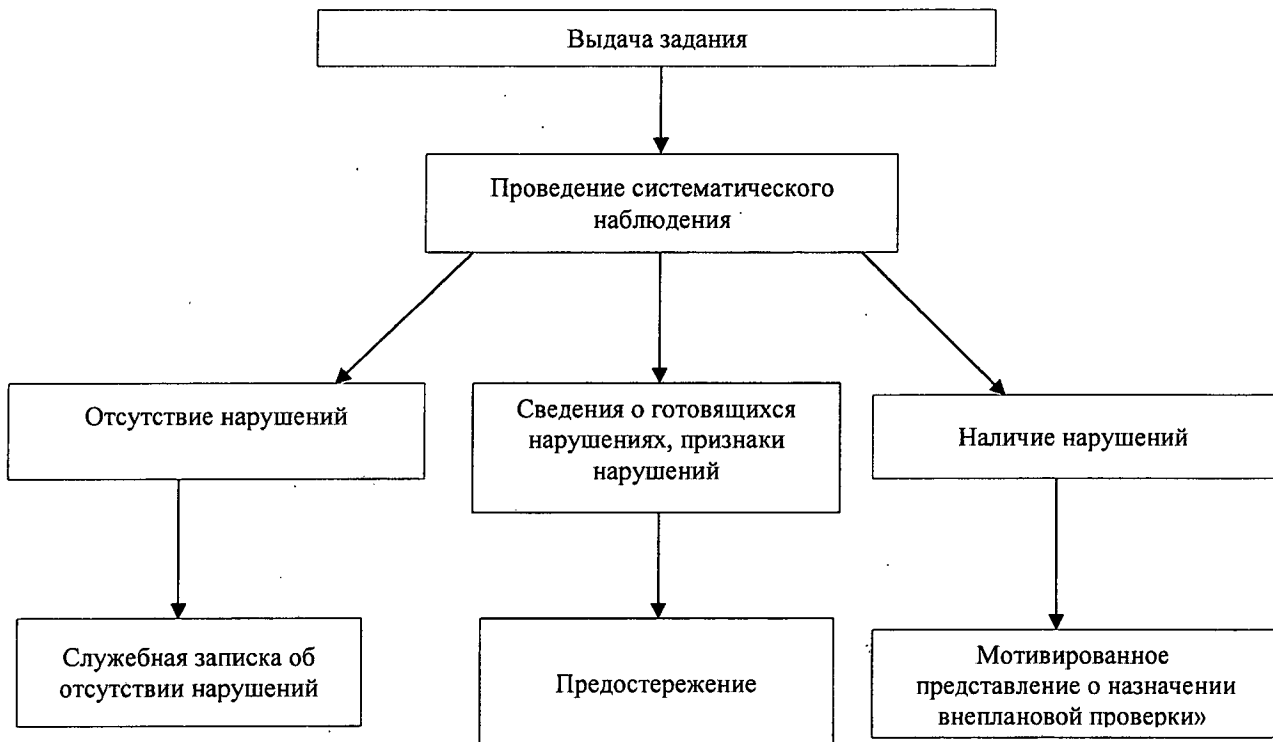 Выдача задания
Проведение систематического
наблюдения
Отсутствие нарушений
Сведения о готовящихся
нарушениях, признаки
нарушений
Наличие нарушений
Служебная записка об
отсутствии нарушений
Предостережение
Мотивированное
представление о назначении
внеплановой проверки»